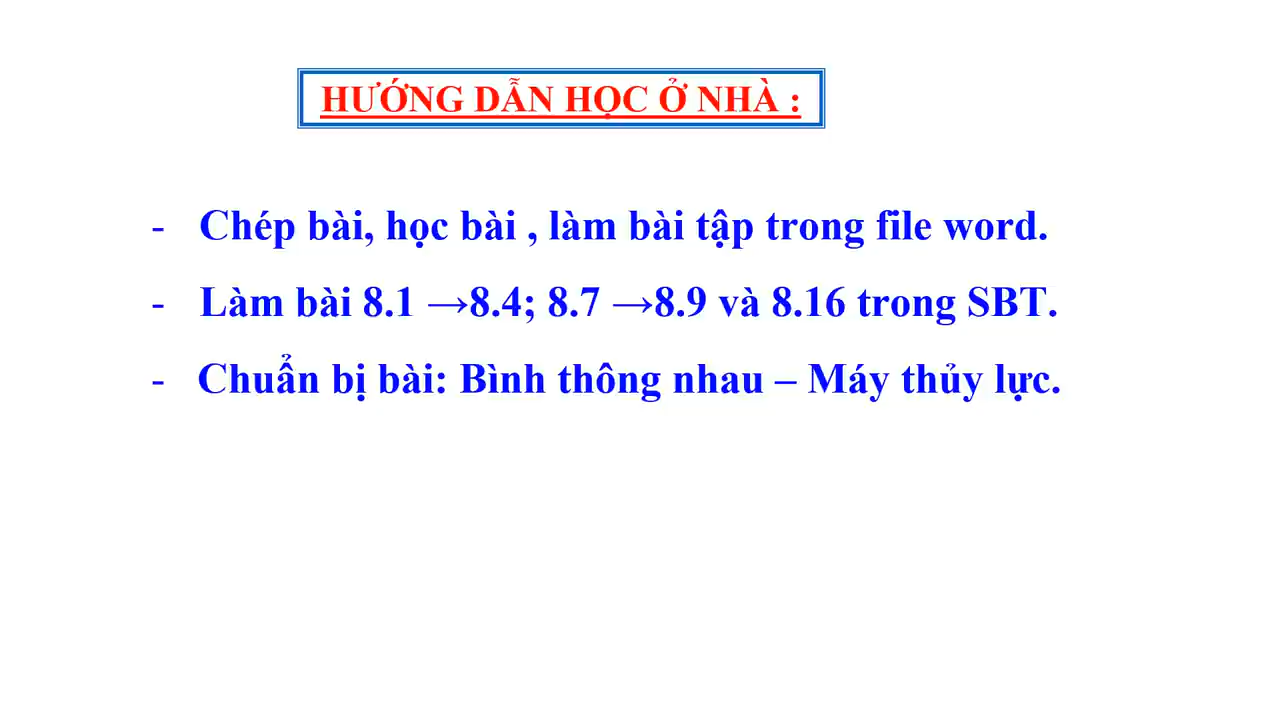 HƯỚNG DẪN HỌC Ở NHÀ :
- Chép bài, học bài , làm bài tập trong file word.
- Làm bài 8.1 →8.4; 8.7 →8.9 và 8.16 trong SBT.
- Chuẩn bị bài: Bình thông nhau – Máy thủy lực.